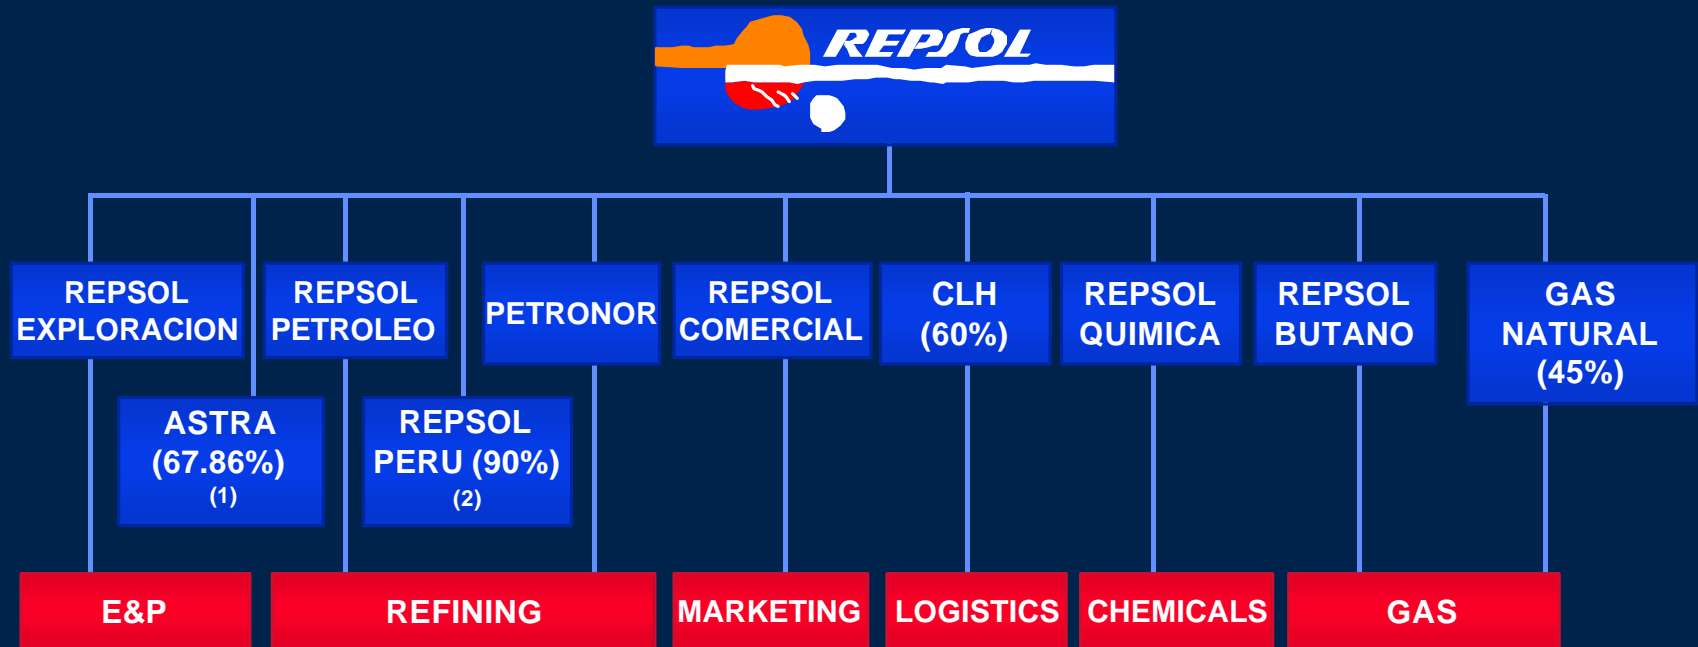 REPSOL
REPSOL
EXPLORACION
REPSOL
PETROLEO
PETRONOR
REPSOL
COMERCIAL
CLH
(60%)
REPSOL
QUIMICA
REPSOL
BUTANO
GAS
NATURAL
(45%)
ASTRA
(67.86%)
(1)
REPSOL
PERU (90%)
(2)
E&P
REFINING
MARKETING
LOGISTICS
CHEMICALS
GAS